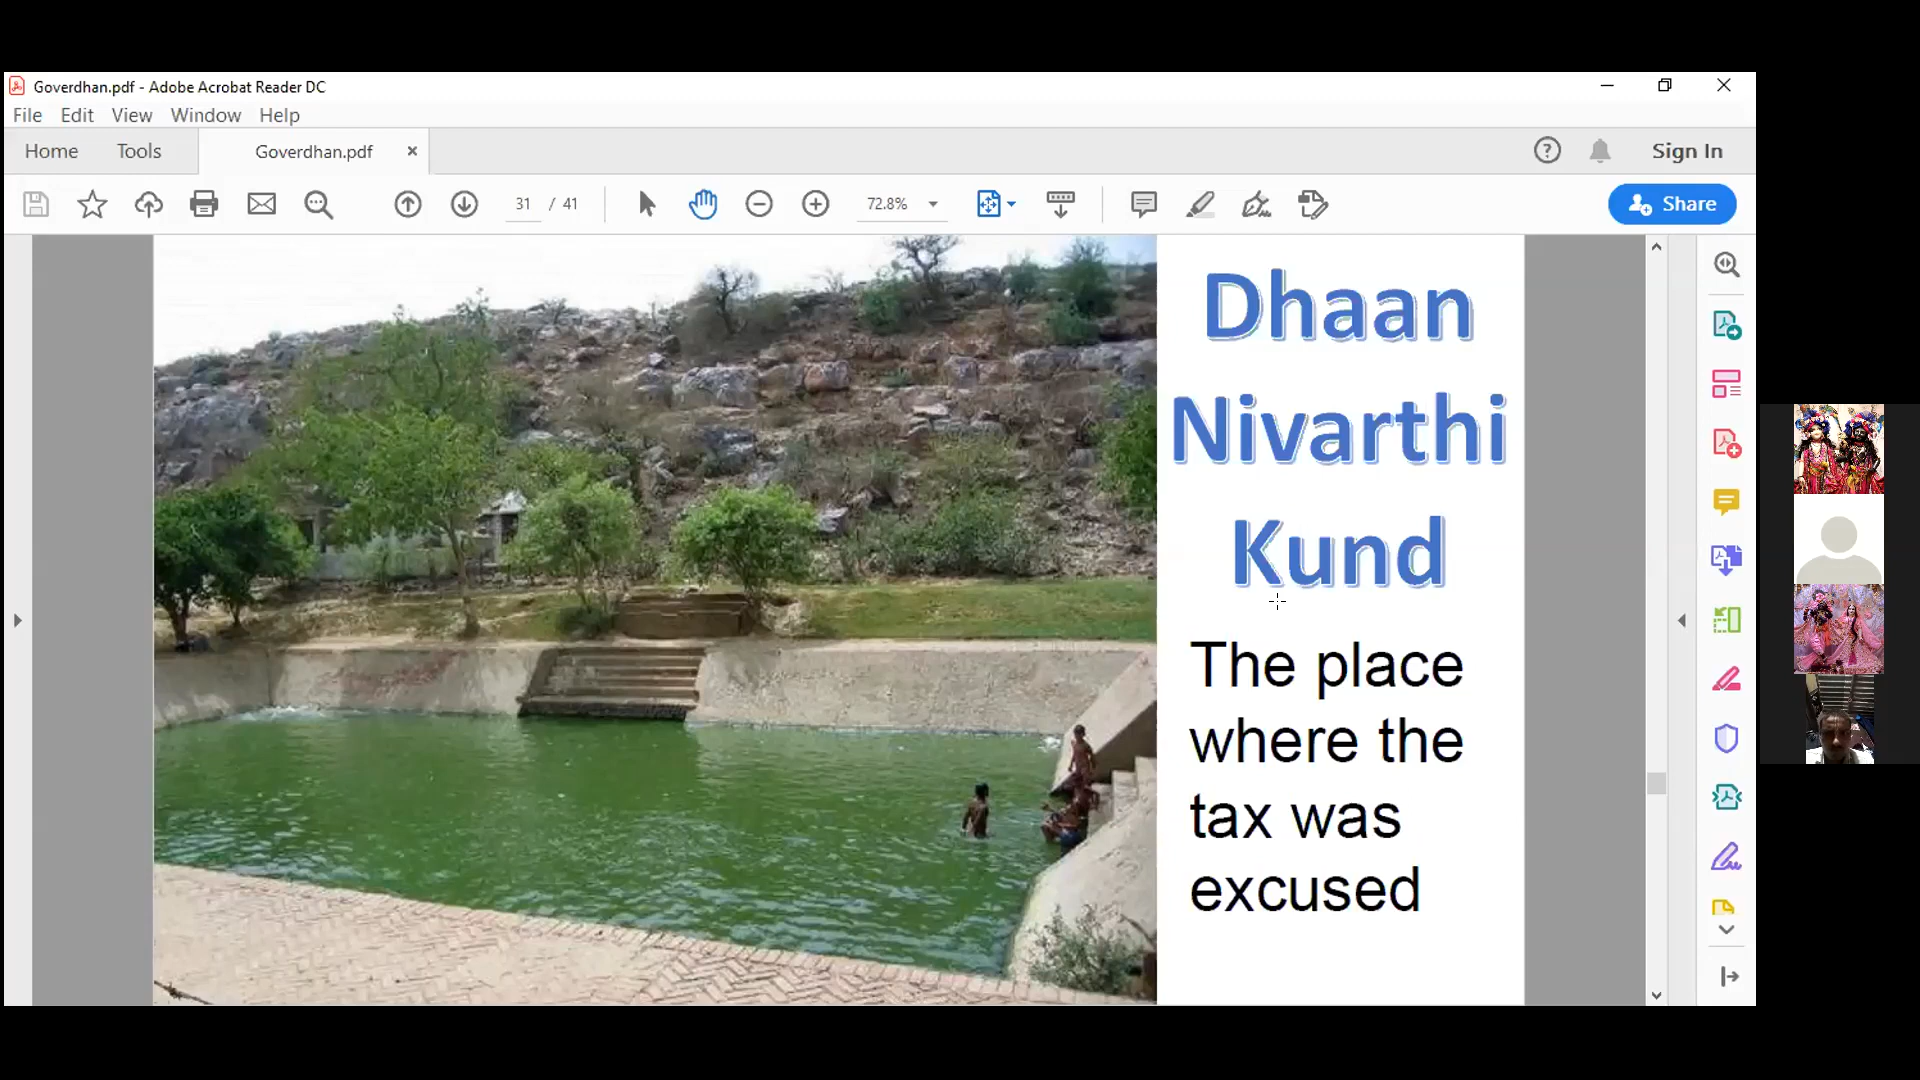 Goverdhan.pdf - Adobe Acrobat Reader DC
File Edit View Window Help
Home Tools Goverdhan.pdf × Sign In
31 / 41 72.8% Share
Dhaan
Nivarthi
Kund
The place
where the
tax was
excused